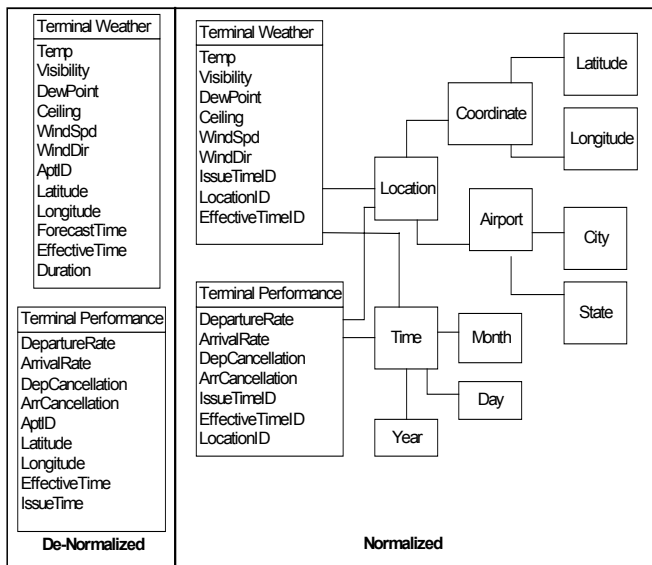 Terminal Weather
Temp
Visibility
DewPoint
Ceiling
WindSpd
WindDir
AptID
Latitude
Longitude
ForecastTime
EffectiveTime
Duration
Terminal Performance
DepartureRate
ArrivalRate
DepCancellation
ArrCancellation
AptID
Latitude
Longitude
EffectiveTime
IssueTime
De-Normalized
Terminal Weather
Temp
Visibility
DewPoint
Ceiling
WindSpd
WindDir
IssueTimeID
LocationID
EffectiveTimeID
Terminal Performance
DepartureRate
ArrivalRate
DepCancellation
ArrCancellation
IssueTimeID
EffectiveTimeID
LocationID
Location
Coordinate
Latitude
Longitude
Airport
City
State
Time
Month
Day
Year
Normalized